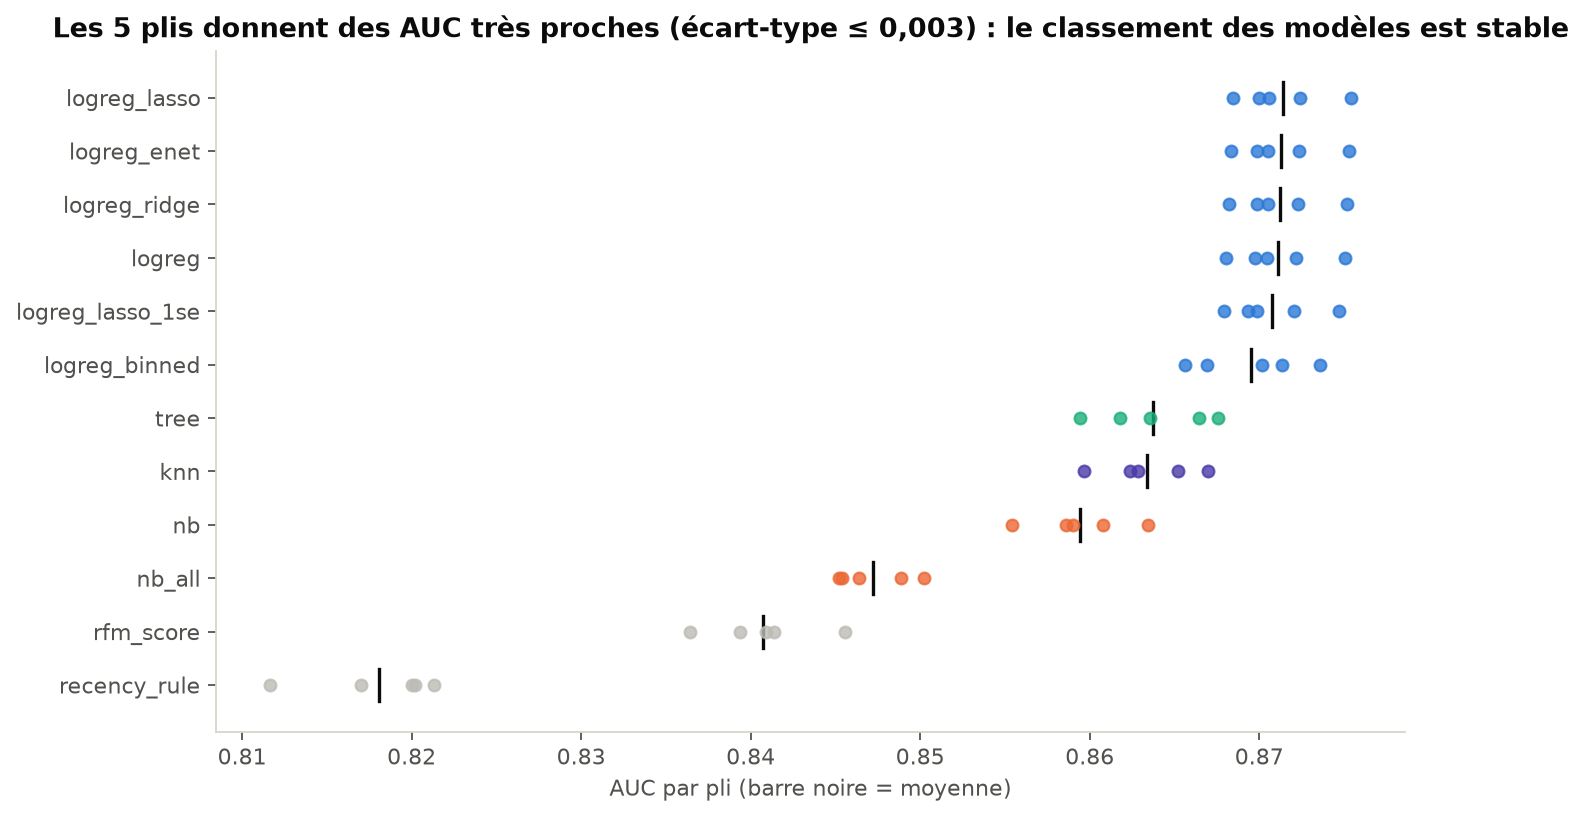 Les 5 plis donnent des AUC très proches (écart-type ≤ 0,003) : le classement des modèles est stable
logreg_lasso
logreg_enet
logreg_ridge
logreg
logreg_lasso_1se
logreg_binned
tree
knn
nb
nb_all
rfm_score
recency_rule
0.81 0.82 0.83 0.84 0.85 0.86 0.87
AUC par pli (barre noire = moyenne)